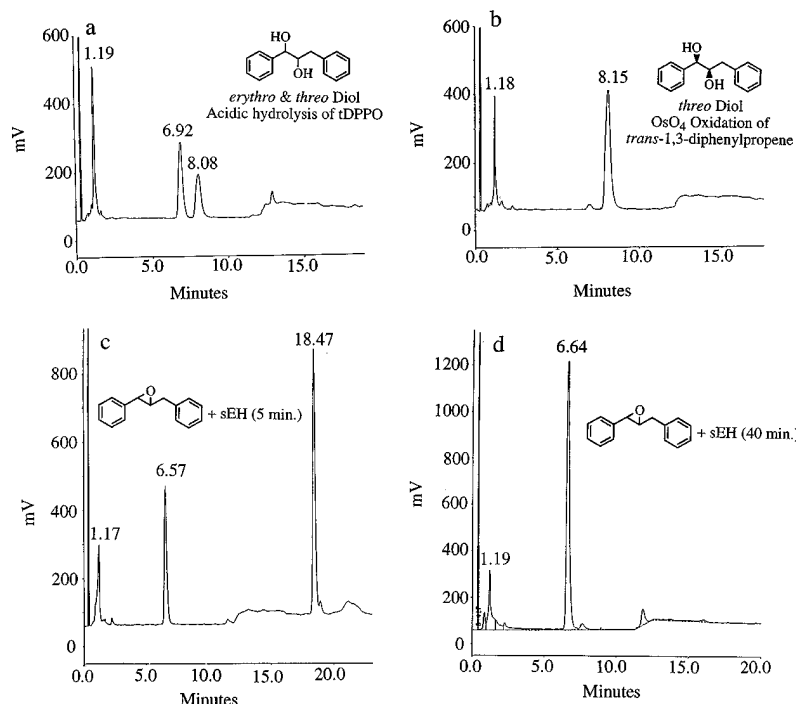 a
600
400
200
0
mV
1.19
6.92
8.08
HO
OH
erythro & threo Diol
Acidic hydrolysis of tDPPO
0.0 5.0 10.0 15.0
Minutes
b
600
400
200
0
mV
1.18
8.15
HO
OH
threo Diol
OsO4 Oxidation of
trans-1,3-diphenylpropene
0.0 5.0 10.0 15.0
Minutes
c
800
600
400
200
0
mV
1.17
6.57
18.47
O
+ sEH (5 min.)
0.0 5.0 10.0 15.0 20.0
Minutes
d
1200
1000
800
600
400
200
0
mV
1.19
6.64
O
+ sEH (40 min.)
0.0 5.0 10.0 15.0 20.0
Minutes